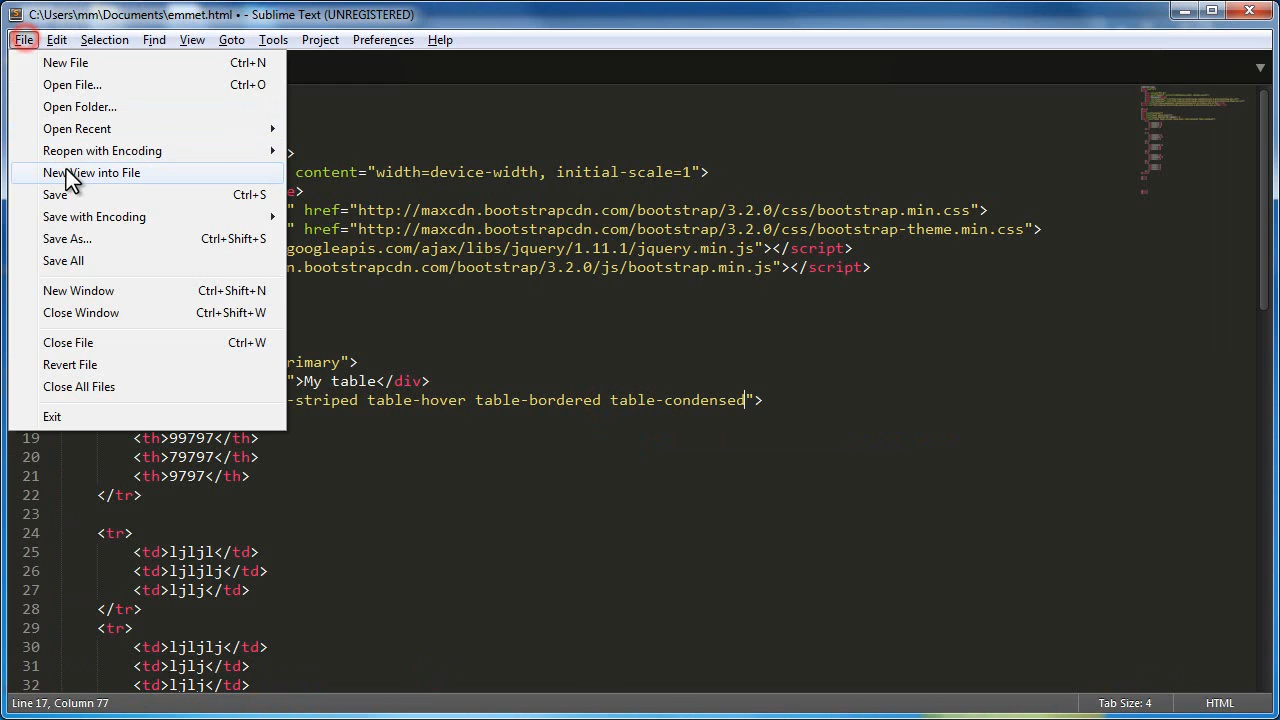 C:\Users\mm\Documents\emmet.html • - Sublime Text (UNREGISTERED)
File Edit Selection Find View Goto Tools Project Preferences Help
New File Ctrl+N
Open File... Ctrl+O
Open Folder...
Open Recent
Reopen with Encoding
New View into File
Save Ctrl+S
Save with Encoding
Save As... Ctrl+Shift+S
Save All
New Window Ctrl+Shift+N
Close Window Ctrl+Shift+W
Close File Ctrl+W
Revert File
Close All Files
Exit
>
content="width=device-width, initial-scale=1">
e>
" href="http://maxcdn.bootstrapcdn.com/bootstrap/3.2.0/css/bootstrap.min.css">
" href="http://maxcdn.bootstrapcdn.com/bootstrap/3.2.0/css/bootstrap-theme.min.css">
googleapis.com/ajax/libs/jquery/1.11.1/jquery.min.js"></script>
n.bootstrapcdn.com/bootstrap/3.2.0/js/bootstrap.min.js"></script>
rimary">
">My table</div>
-striped table-hover table-bordered table-condensed">
19 <th>99797</th>
20 <th>79797</th>
21 <th>9797</th>
22 </tr>
23
24 <tr>
25 <td>ljljl</td>
26 <td>ljljlj</td>
27 <td>ljlj</td>
28 </tr>
29 <tr>
30 <td>ljljlj</td>
31 <td>ljlj</td>
32 <td>ljlj</td>
Line 17, Column 77 Tab Size: 4 HTML